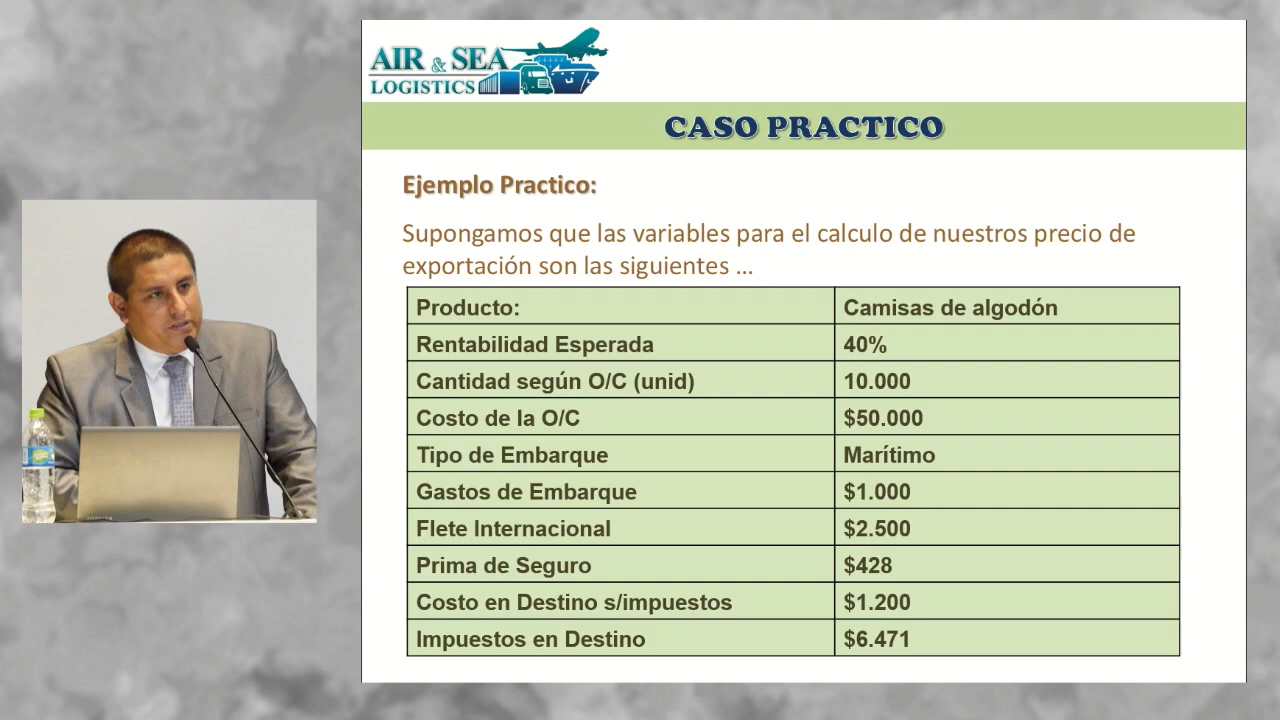 AIR & SEA
LOGISTICS
CASO PRACTICO
Ejemplo Practico:
Supongamos que las variables para el calculo de nuestros precio de
exportación son las siguientes ...
Producto: Camisas de algodón
Rentabilidad Esperada 40%
Cantidad según O/C (unid) 10.000
Costo de la O/C $50.000
Tipo de Embarque Marítimo
Gastos de Embarque $1.000
Flete Internacional $2.500
Prima de Seguro $428
Costo en Destino s/impuestos $1.200
Impuestos en Destino $6.471